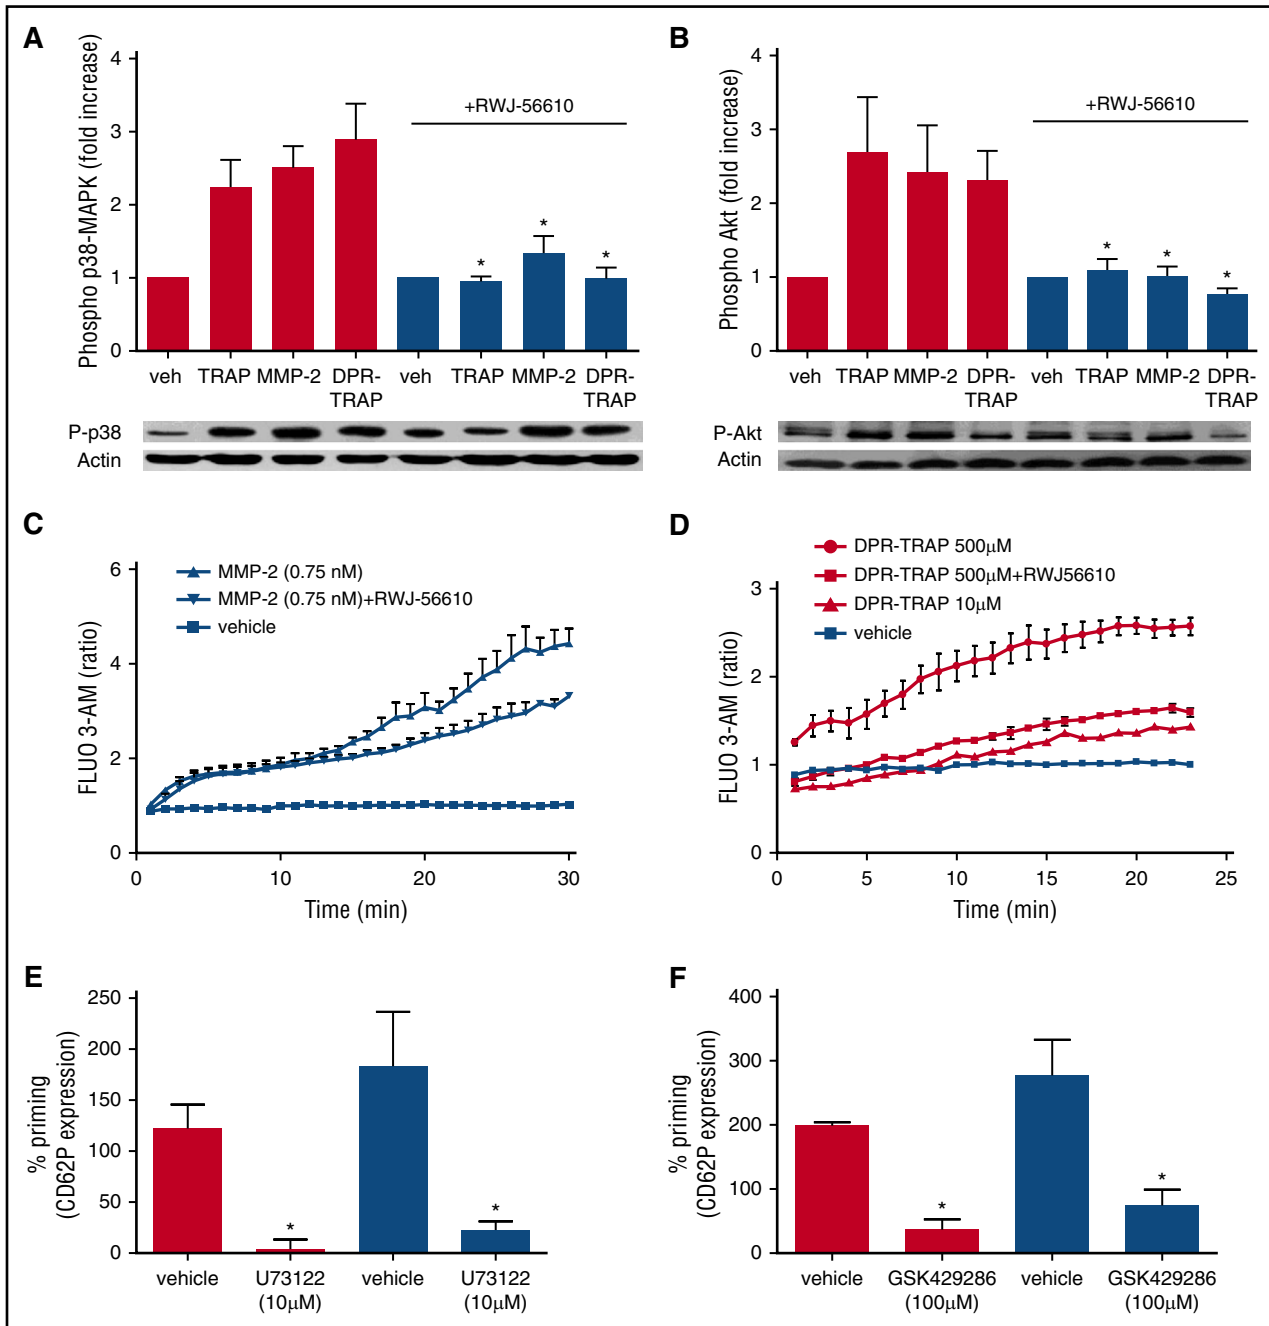 A
Phospho p38-MAPK (fold increase)
4
3
2
1
0
+RWJ-56610
* * *
veh TRAP MMP-2 DPR-TRAP veh TRAP MMP-2 DPR-TRAP
P-p38
Actin
B
Phospho Akt (fold increase)
4
3
2
1
0
+RWJ-56610
* * *
veh TRAP MMP-2 DPR-TRAP veh TRAP MMP-2 DPR-TRAP
P-Akt
Actin
C
FLUO 3-AM (ratio)
6
4
2
0
MMP-2 (0.75 nM)
MMP-2 (0.75 nM)+RWJ-56610
vehicle
0 10 20 30
Time (min)
D
FLUO 3-AM (ratio)
3
2
1
0
DPR-TRAP 500µM
DPR-TRAP 500µM+RWJ56610
DPR-TRAP 10µM
vehicle
0 5 10 15 20 25
Time (min)
E
% priming
(CD62P expression)
250
200
150
100
50
0
* *
vehicle U73122 vehicle U73122
(10µM) (10µM)
F
% priming
(CD62P expression)
400
300
200
100
0
* *
vehicle GSK429286 vehicle GSK429286
(100µM) (100µM)